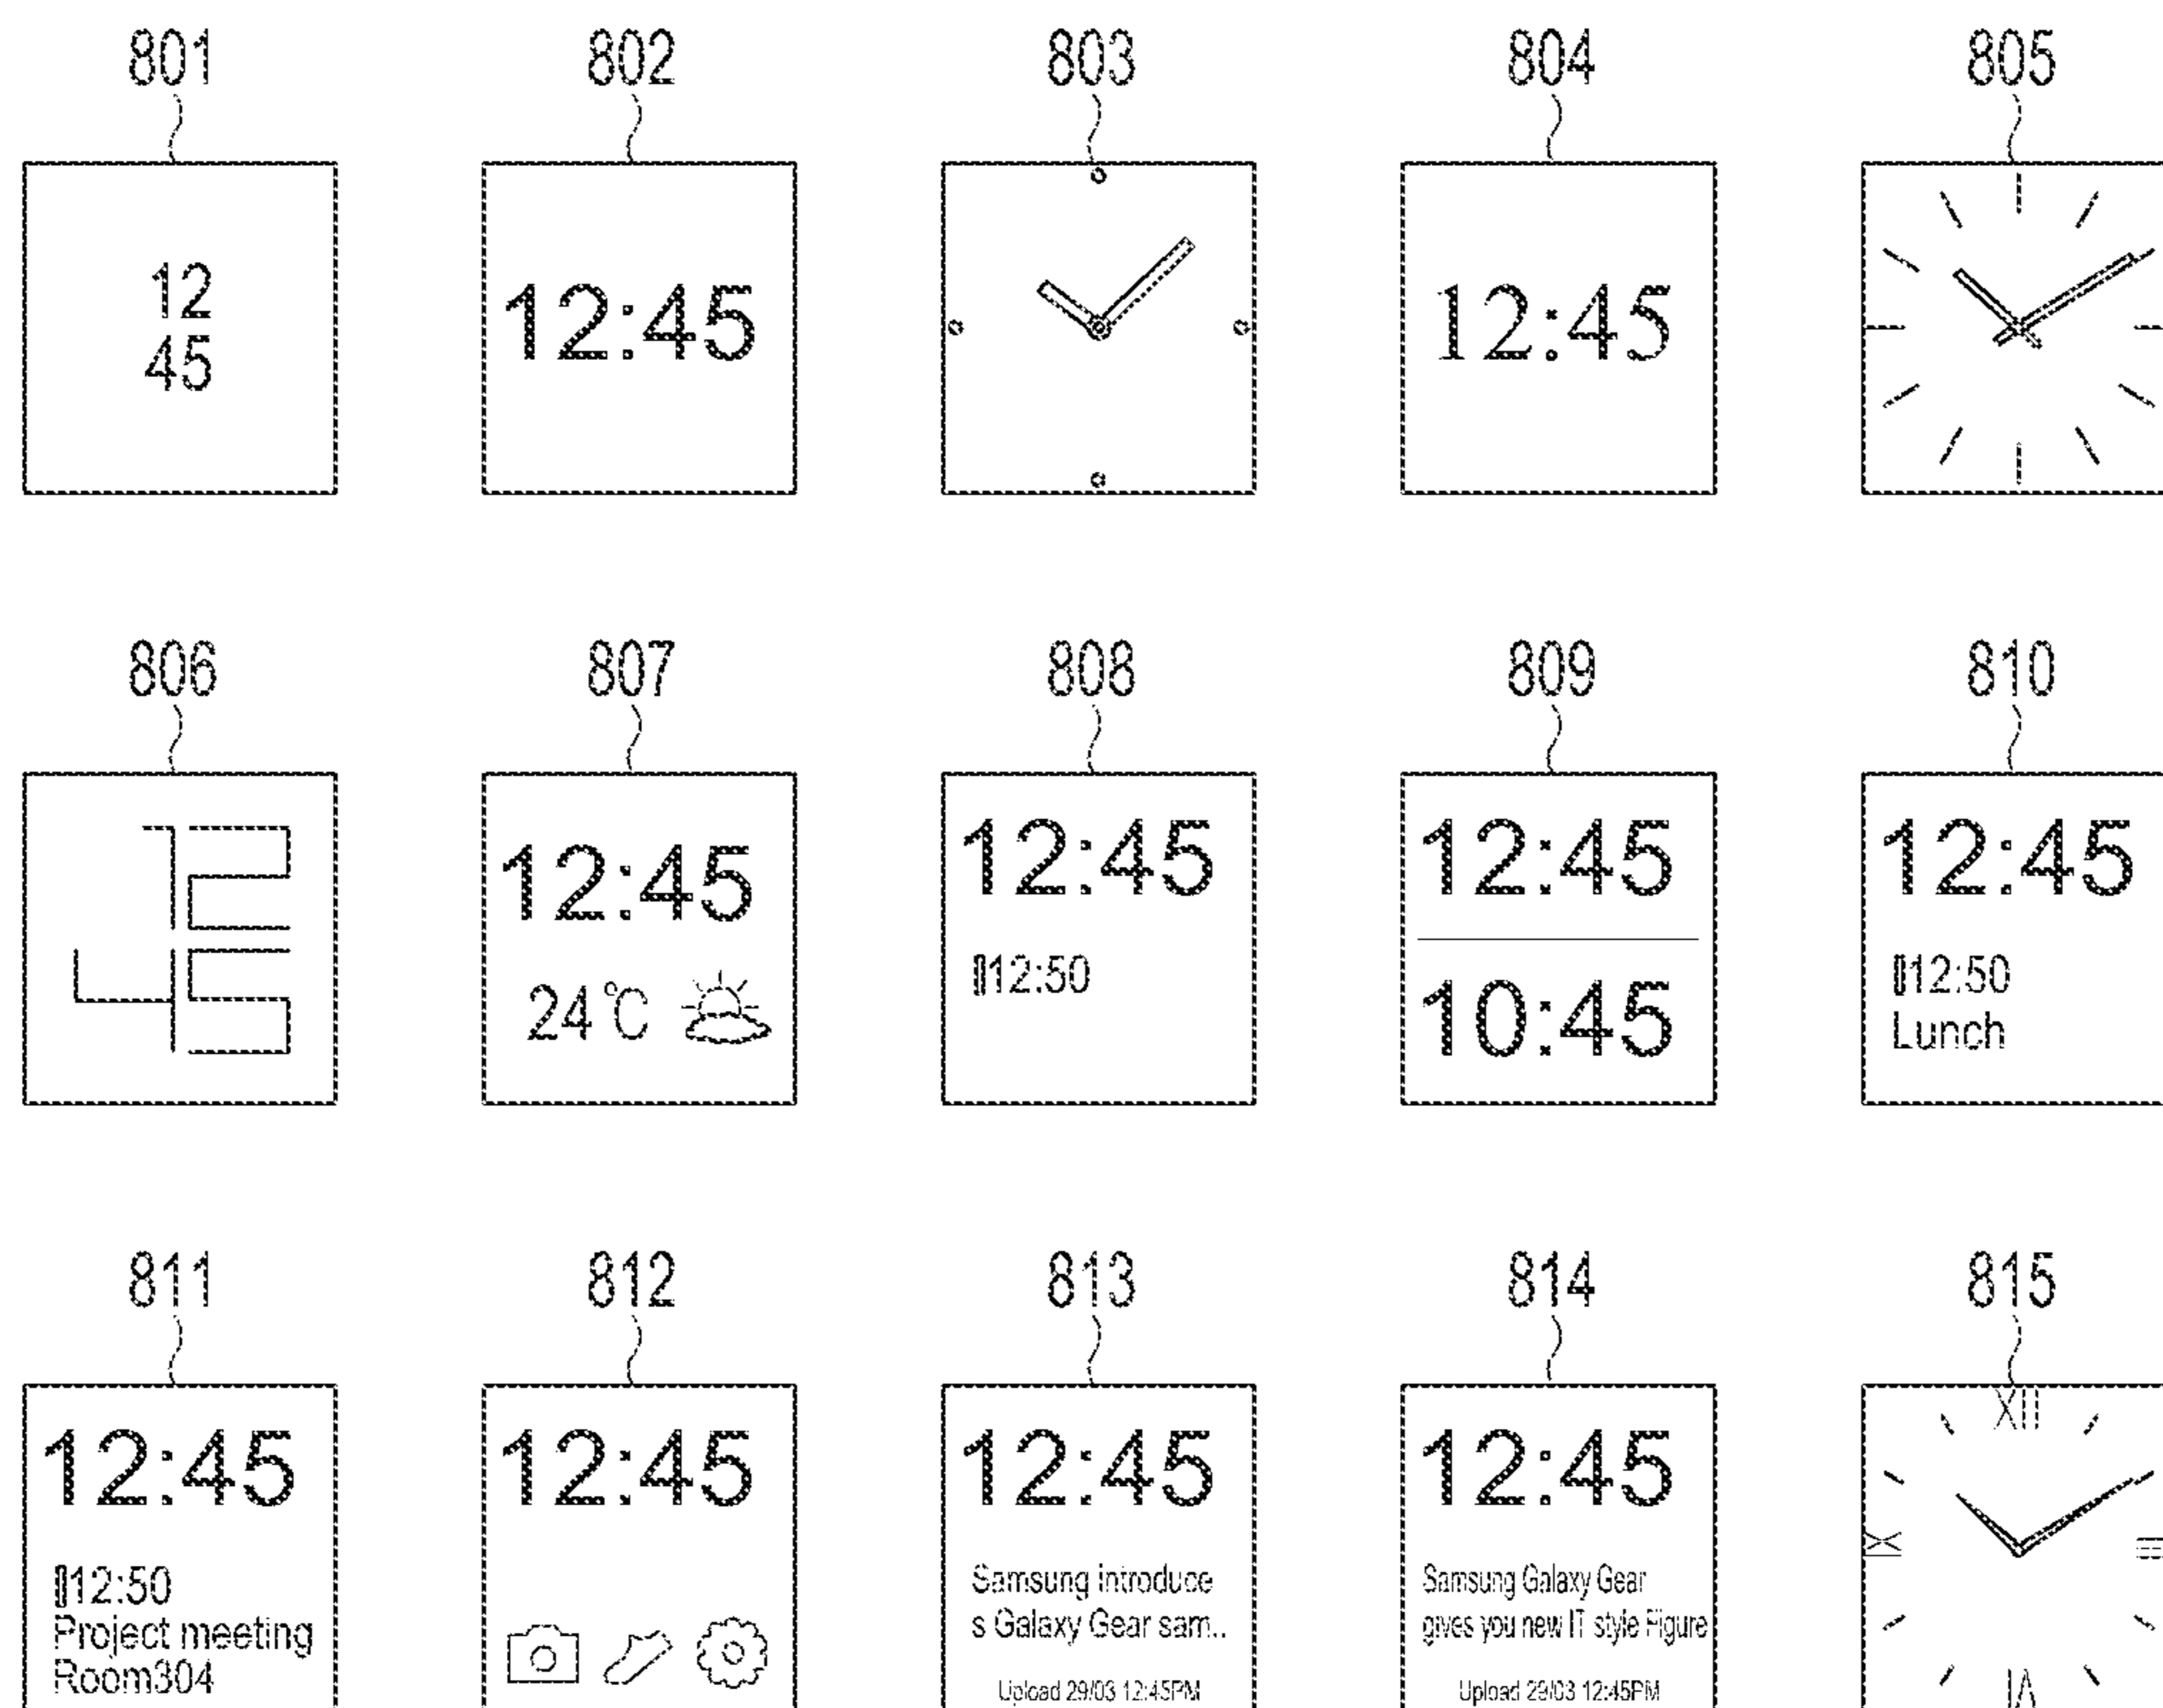 801 802 803 804 805
12
45
12:45
12:45
806 807 808 809 810
12:45
24℃
12:45
12:50
12:45
10:45
12:45
12:50
Lunch
811 812 813 814 815
12:45
12:50
Project meeting
Room304
12:45
12:45
Samsung introduce
s Galaxy Gear sam..
Upload 29/03 12:45PM
12:45
Samsung Galaxy Gear
gives you new IT style Figure
Upload 29/03 12:45PM
XII
III
VI
IX